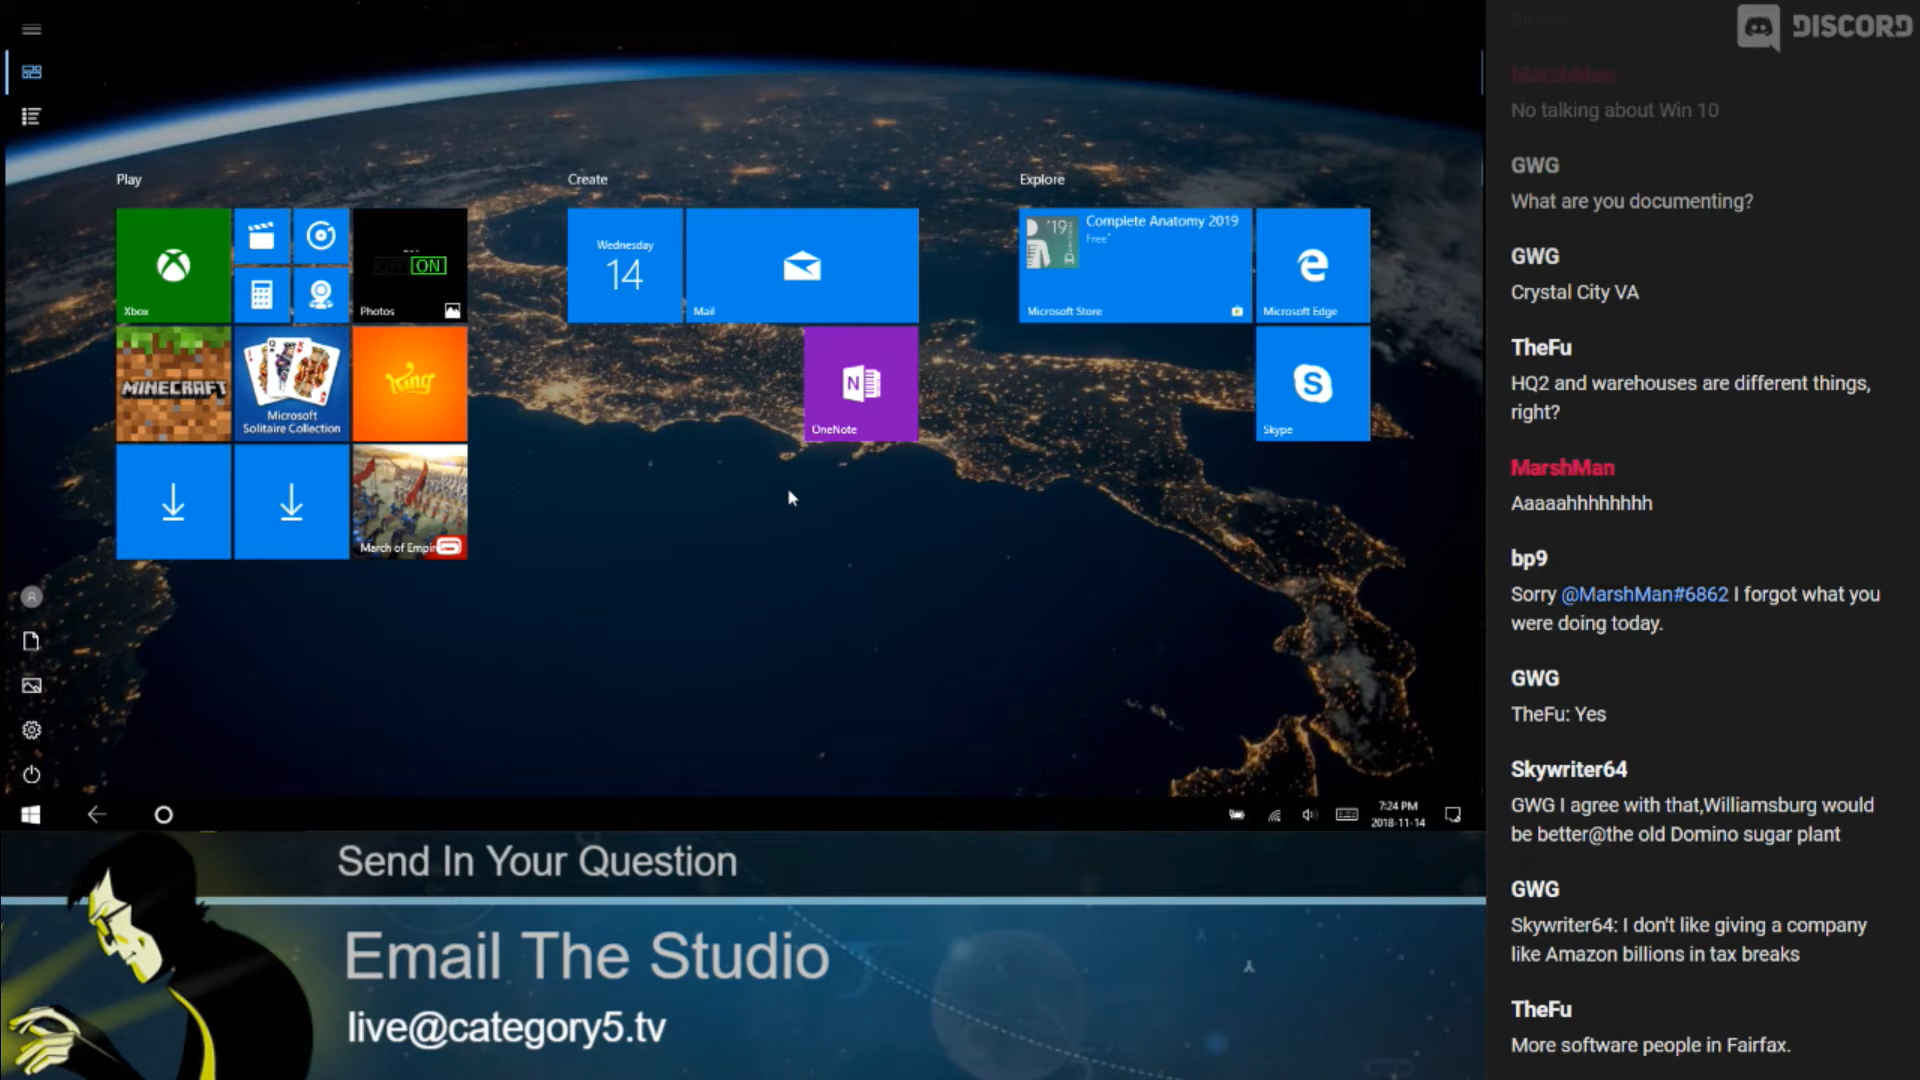 Play
Create
Explore
Xbox
ON
Photos
Wednesday
14
Mail
'19
Complete Anatomy 2019
Free*
Microsoft Store
Microsoft Edge
MINECRAFT
Microsoft
Solitaire Collection
King
N
OneNote
S
Skype
March of Empir
7:24 PM
2018-11-14
Send In Your Question
Email The Studio
live@category5.tv
DISCORD
MarshMan
No talking about Win 10
GWG
What are you documenting?
GWG
Crystal City VA
TheFu
HQ2 and warehouses are different things,
right?
MarshMan
Aaaaahhhhhhhh
bp9
Sorry @MarshMan#6862 I forgot what you
were doing today.
GWG
TheFu: Yes
Skywriter64
GWG I agree with that,Williamsburg would
be better@the old Domino sugar plant
GWG
Skywriter64: I don't like giving a company
like Amazon billions in tax breaks
TheFu
More software people in Fairfax.